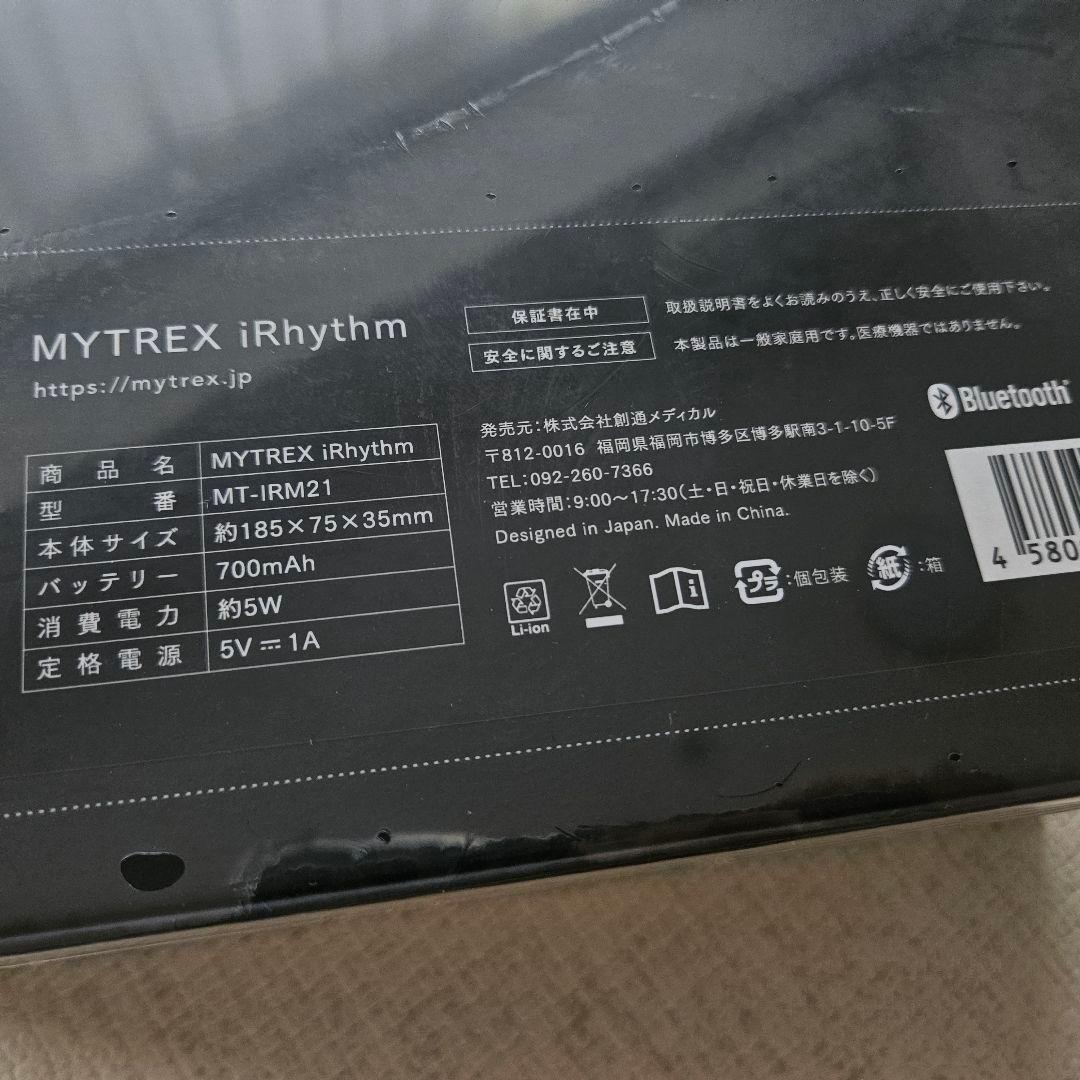 MYTREX iRhythm
https://mytrex.jp
商品名 MYTREX iRhythm
型番 MT-IRM21
本体サイズ 約185×75×35mm
バッテリー 700mAh
消費電力 約5W
定格電源 5V⎓1A
保証書在中
安全に関するご注意
取扱説明書をよくお読みのうえ、正しく安全にご使用下さい。
本製品は一般家庭用です。医療機器ではありません。
発売元:株式会社創通メディカル
〒812-0016 福岡県福岡市博多区博多駅南3-1-10-5F
TEL:092-260-7366
営業時間:9:00〜17:30(土・日・祝日・休業日を除く)
Designed in Japan. Made in China.
Bluetooth
Li-ion
プラ:個包装
紙:箱
4 580